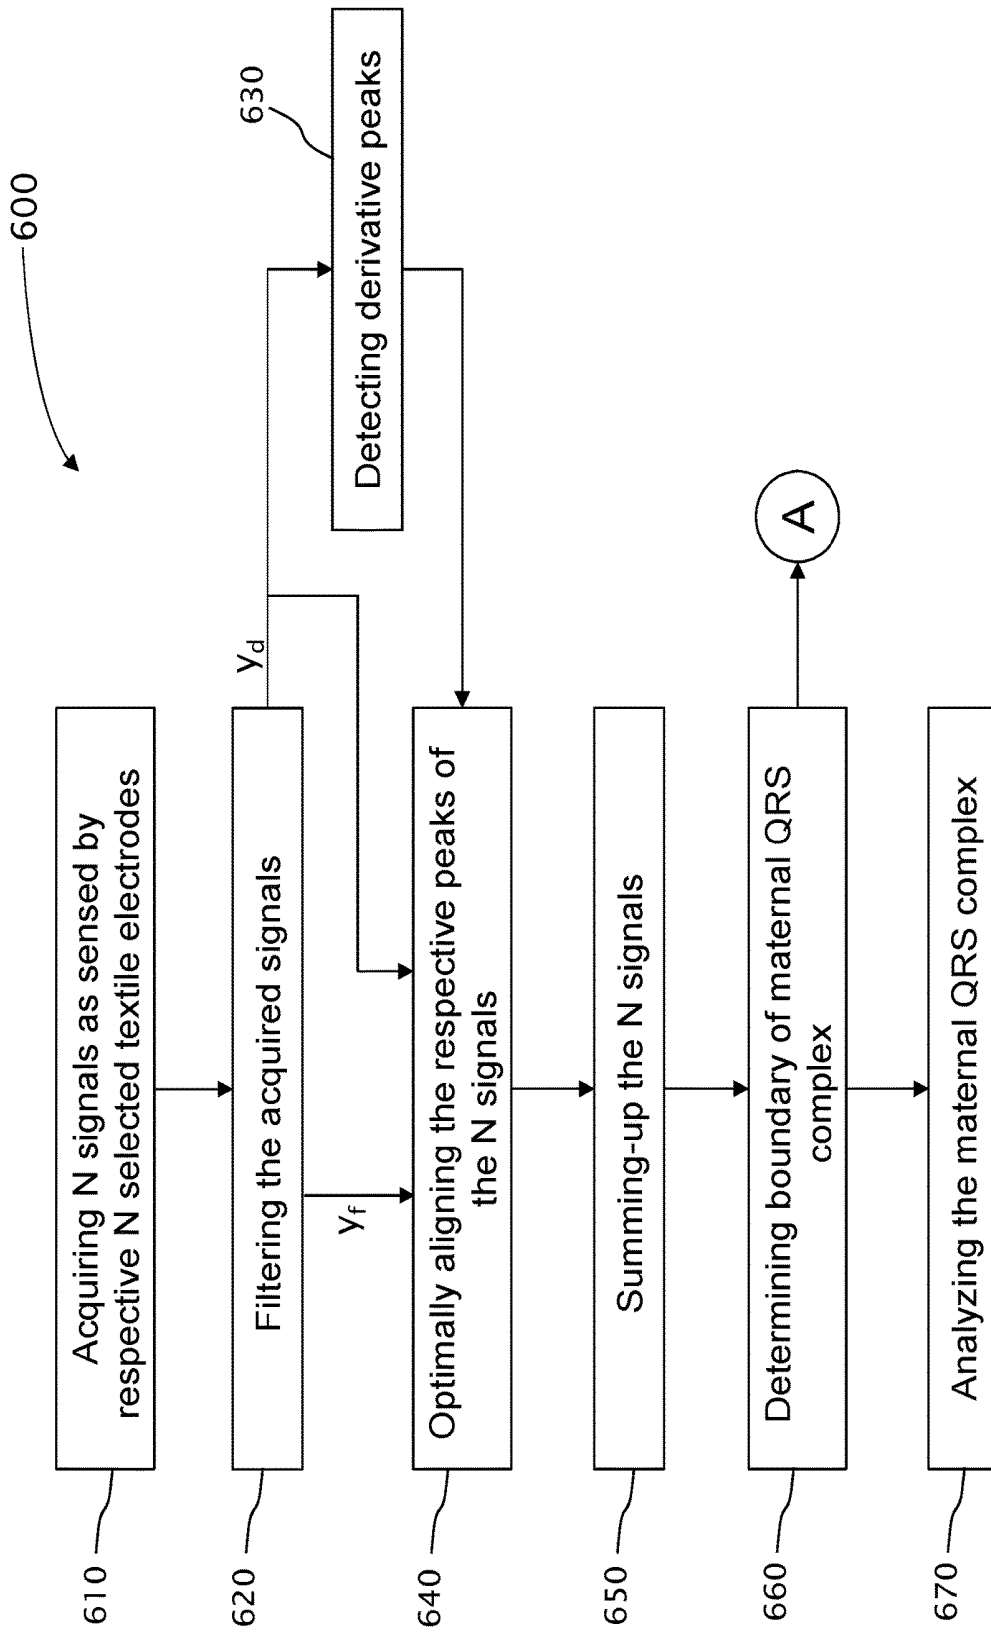 600
610
Acquiring N signals as sensed by
respective N selected textile electrodes
620
Filtering the acquired signals
y_d
630
Detecting derivative peaks
y_f
640
Optimally aligning the respective peaks of
the N signals
650
Summing-up the N signals
660
Determining boundary of maternal QRS
complex
A
670
Analyzing the maternal QRS complex